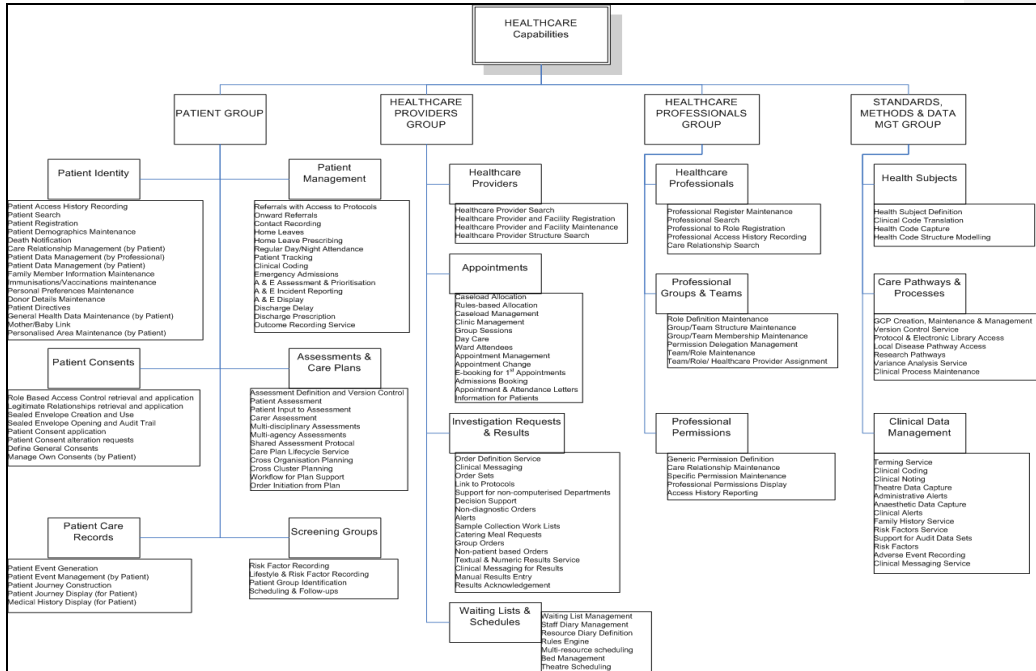 HEALTHCARE
Capabilities
PATIENT GROUP
HEALTHCARE
PROVIDERS
GROUP
HEALTHCARE
PROFESSIONALS
GROUP
STANDARDS,
METHODS & DATA
MGT GROUP
Patient Identity
Patient Access History Recording
Patient Search
Patient Registration
Patient Demographics Maintenance
Death Notification
Care Relationship Management (by Patient)
Patient Data Management (by Professional)
Patient Data Management (by Patient)
Family Member Information Maintenance
Immunisations/Vaccinations maintenance
Personal Preferences Maintenance
Donor Details Maintenance
Patient Directives
General Health Data Maintenance (by Patient)
Mother/Baby Link
Personalised Area Maintenance (by Patient)
Patient Consents
Role Based Access Control retrieval and application
Legitimate Relationships retrieval and application
Sealed Envelope Creation and Use
Sealed Envelope Opening and Audit Trail
Patient Consent application
Patient Consent alteration requests
Define General Consents
Manage Own Consents (by Patient)
Patient Care
Records
Patient Event Generation
Patient Event Management (by Patient)
Patient Journey Construction
Patient Journey Display (for Patient)
Medical History Display (for Patient)
Patient
Management
Referrals with Access to Protocols
Onward Referrals
Contact Recording
Home Leaves
Home Leave Prescribing
Regular Day/Night Attendance
Patient Tracking
Clinical Coding
Emergency Admissions
A & E Assessment & Prioritisation
A & E Incident Reporting
A & E Display
Discharge Delay
Discharge Prescription
Outcome Recording Service
Assessments &
Care Plans
Assessment Definition and Version Control
Patient Assessment
Patient Input to Assessment
Carer Assessment
Multi-disciplinary Assessments
Multi-agency Assessments
Shared Assessment Protocal
Care Plan Lifecycle Service
Cross Organisation Planning
Cross Cluster Planning
Workflow for Plan Support
Order Initiation from Plan
Screening Groups
Risk Factor Recording
Lifestyle & Risk Factor Recording
Patient Group Identification
Scheduling & Follow-ups
Healthcare
Providers
Healthcare Provider Search
Healthcare Provider and Facility Registration
Healthcare Provider and Facility Maintenance
Healthcare Provider Structure Search
Appointments
Caseload Allocation
Rules-based Allocation
Caseload Management
Clinic Management
Group Sessions
Day Care
Ward Attendees
Appointment Management
Appointment Change
E-booking for 1st Appointments
Admissions Booking
Appointment & Attendance Letters
Information for Patients
Investigation Requests
& Results
Order Definition Service
Clinical Messaging
Order Sets
Link to Protocols
Support for non-computerised Departments
Decision Support
Non-diagnostic Orders
Alerts
Sample Collection Work Lists
Catering Meal Requests
Group Orders
Non-patient based Orders
Textual & Numeric Results Service
Clinical Messaging for Results
Manual Results Entry
Results Acknowledgement
Waiting Lists &
Schedules
Waiting List Management
Staff Diary Management
Resource Diary Definition
Rules Engine
Multi-resource scheduling
Bed Management
Theatre Scheduling
Healthcare
Professionals
Professional Register Maintenance
Professional Search
Professional to Role Registration
Professional Access History Recording
Care Relationship Search
Professional
Groups & Teams
Role Definition Maintenance
Group/Team Structure Maintenance
Group/Team Membership Maintenance
Permission Delegation Management
Team/Role Maintenance
Team/Role/ Healthcare Provider Assignment
Professional
Permissions
Generic Permission Definition
Care Relationship Maintenance
Specific Permission Maintenance
Professional Permissions Display
Access History Reporting
Health Subjects
Health Subject Definition
Clinical Code Translation
Health Code Capture
Health Code Structure Modelling
Care Pathways &
Processes
GCP Creation, Maintenance & Management
Version Control Service
Protocol & Electronic Library Access
Local Disease Pathway Access
Research Pathways
Variance Analysis Service
Clinical Process Maintenance
Clinical Data
Management
Terming Service
Clinical Coding
Clinical Noting
Theatre Data Capture
Administrative Alerts
Anaesthetic Data Capture
Clinical Alerts
Family History Service
Risk Factors Service
Support for Audit Data Sets
Risk Factors
Adverse Event Recording
Clinical Messaging Service